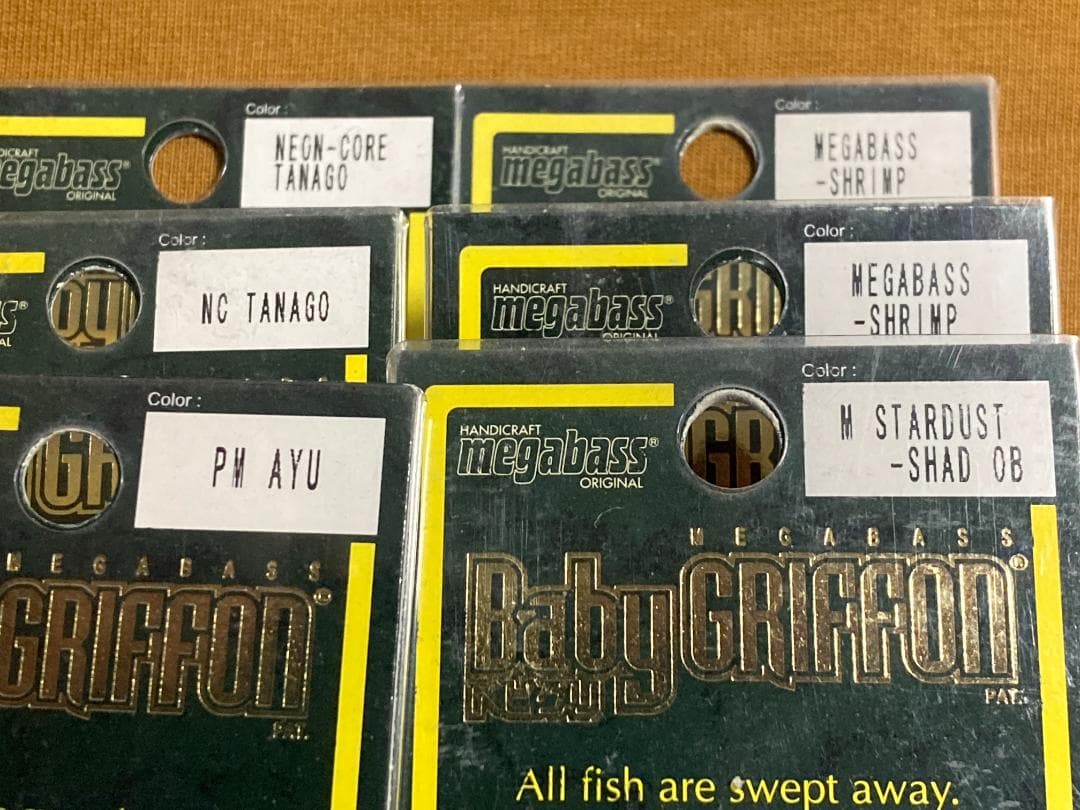 Color :
NEON-CORE
TANAGO
HANDICRAFT
megabass®
ORIGINAL
Color :
MEGABASS
-SHRIMP
HANDICRAFT
megabass®
ORIGINAL
Color :
NC TANAGO
Color :
MEGABASS
-SHRIMP
HANDICRAFT
megabass®
ORIGINAL
Color :
PM AYU
MEGABASS
GRIFFON®
PAT.
Color :
M STARDUST
-SHAD OB
HANDICRAFT
megabass®
ORIGINAL
MEGABASS
Baby GRIFFON®
PAT.
All fish are swept away.